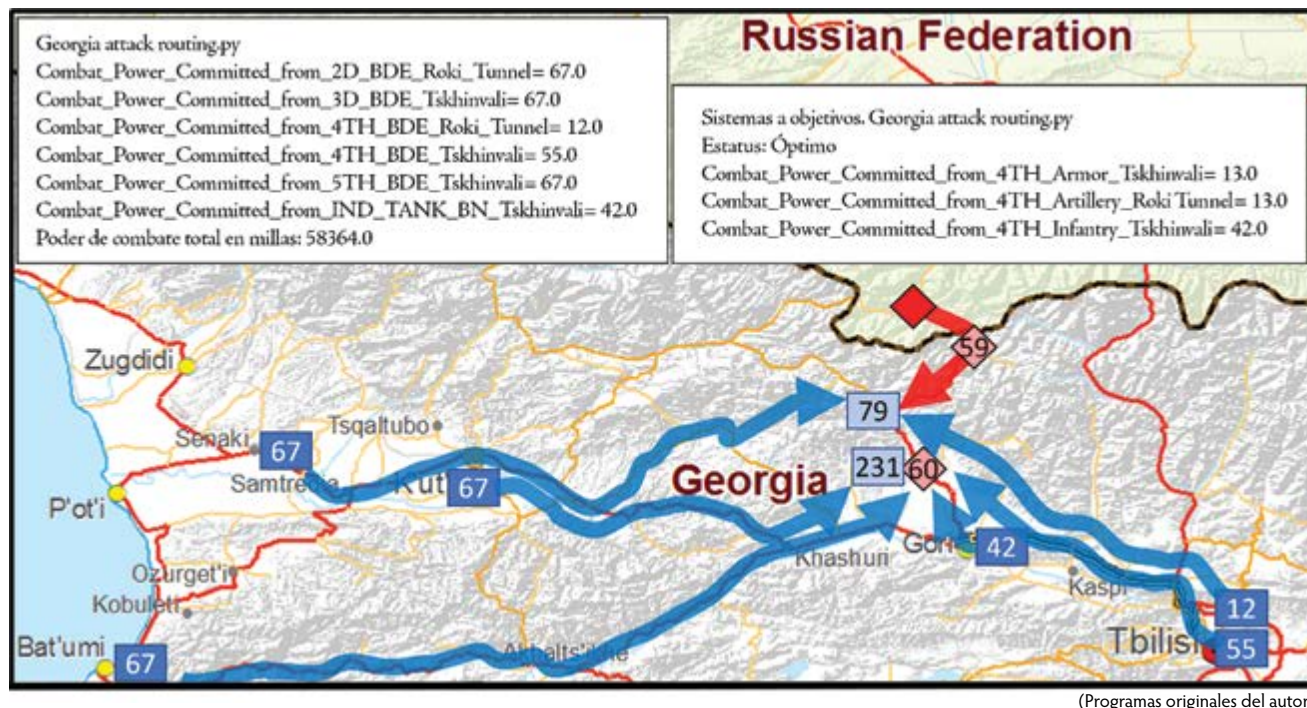 Georgia attack routing.py
Combat_Power_Committed_from_2D_BDE_Roki_Tunnel= 67.0
Combat_Power_Committed_from_3D_BDE_Tskhinvali= 67.0
Combat_Power_Committed_from_4TH_BDE_Roki_Tunnel= 12.0
Combat_Power_Committed_from_4TH_BDE_Tskhinvali= 55.0
Combat_Power_Committed_from_5TH_BDE_Tskhinvali= 67.0
Combat_Power_Committed_from_IND_TANK_BN_Tskhinvali= 42.0
Poder de combate total en millas: 58364.0
Russian Federation
Sistemas a objetivos. Georgia attack routing.py
Estatus: Óptimo
Combat_Power_Committed_from_4TH_Armor_Tskhinvali= 13.0
Combat_Power_Committed_from_4TH_Artillery_Roki Tunnel= 13.0
Combat_Power_Committed_from_4TH_Infantry_Tskhinvali= 42.0
59
Zugdidi
79
Tsqaltubo
Senaki
67
Samtredia
Kut
67
Georgia
231
60
P'ot'i
Gori
42
Khashuri
Ozurget'i
Kaspi
Kobulet'i
12
Bat'umi
67
Akhalts'ikhe
Tbilisi
55
(Programas originales del autor